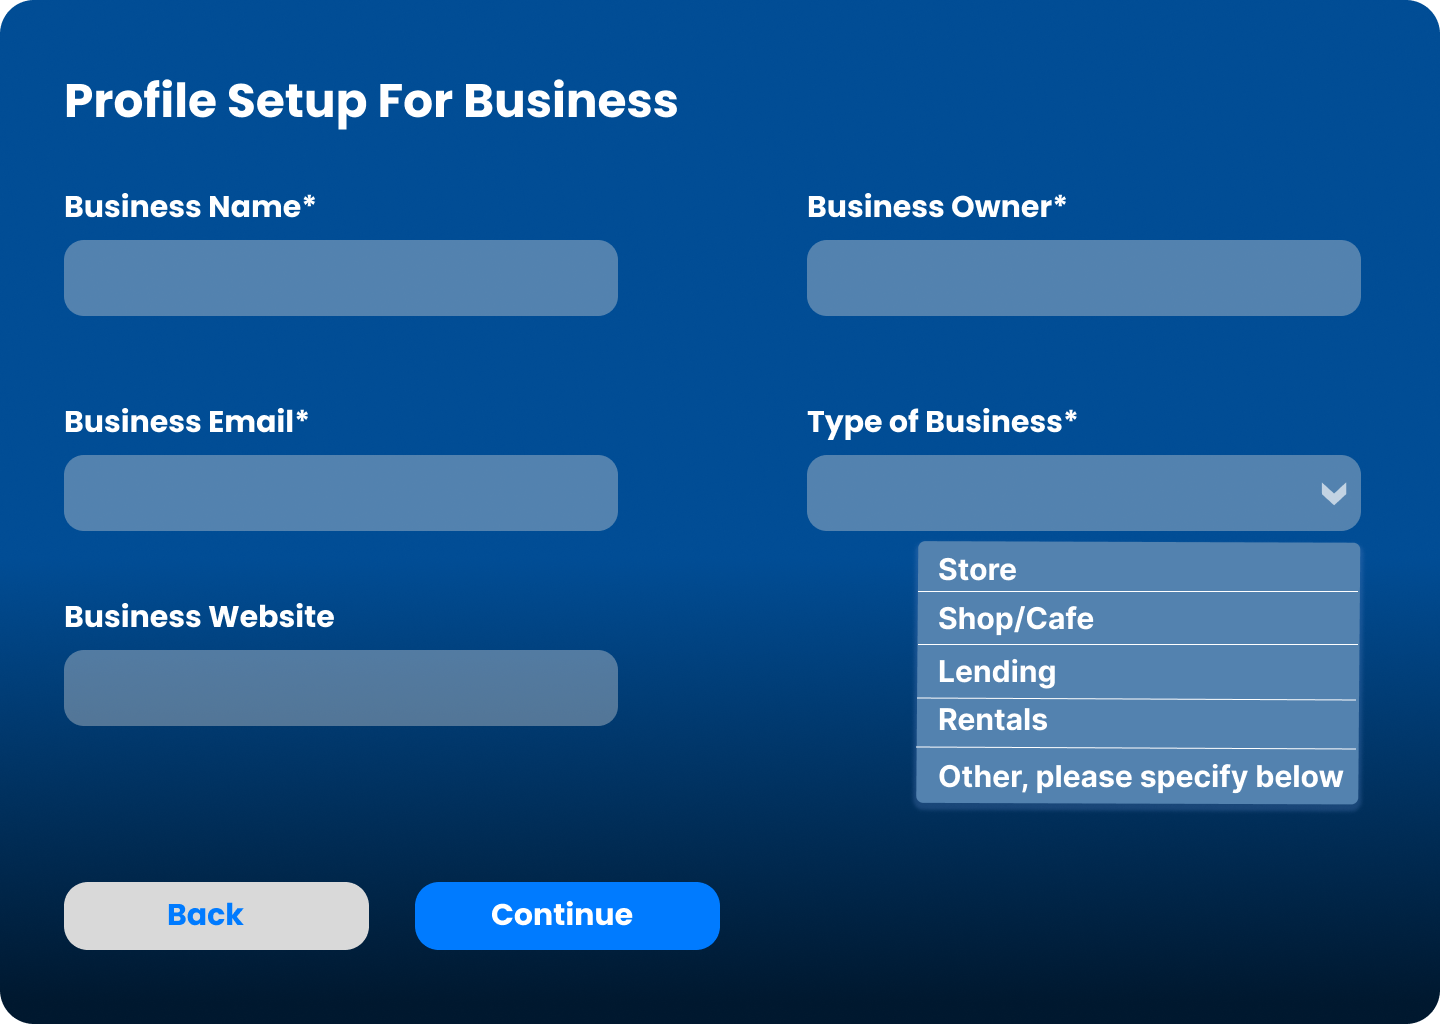 Profile Setup For Business
Business Name*
Business Owner*
Business Email*
Type of Business*
Store
Shop/Cafe
Lending
Rentals
Other, please specify below
Business Website
Back
Continue